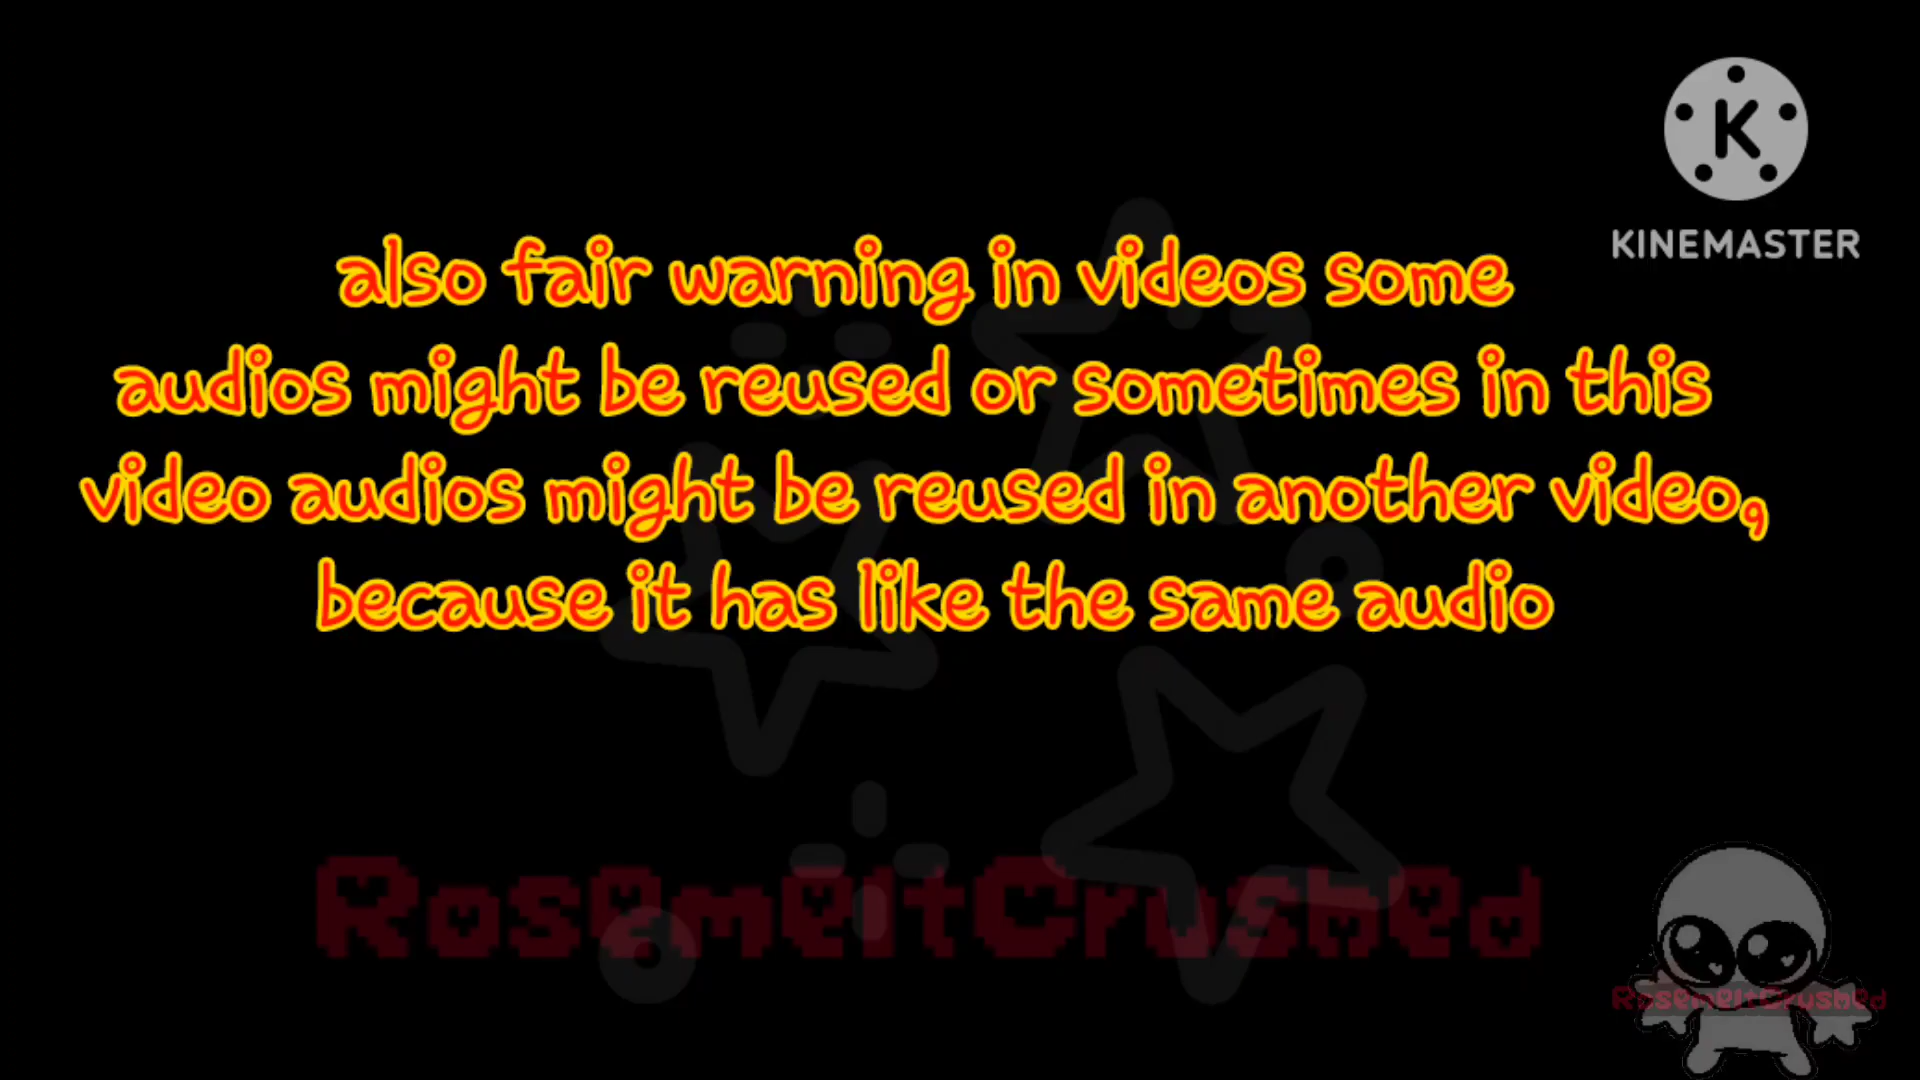 K
KINEMASTER
also fair warning in videos some
audios might be reused or sometimes in this
video audios might be reused in another video,
because it has like the same audio
RosemeltCrushed
RosemeltCrushed